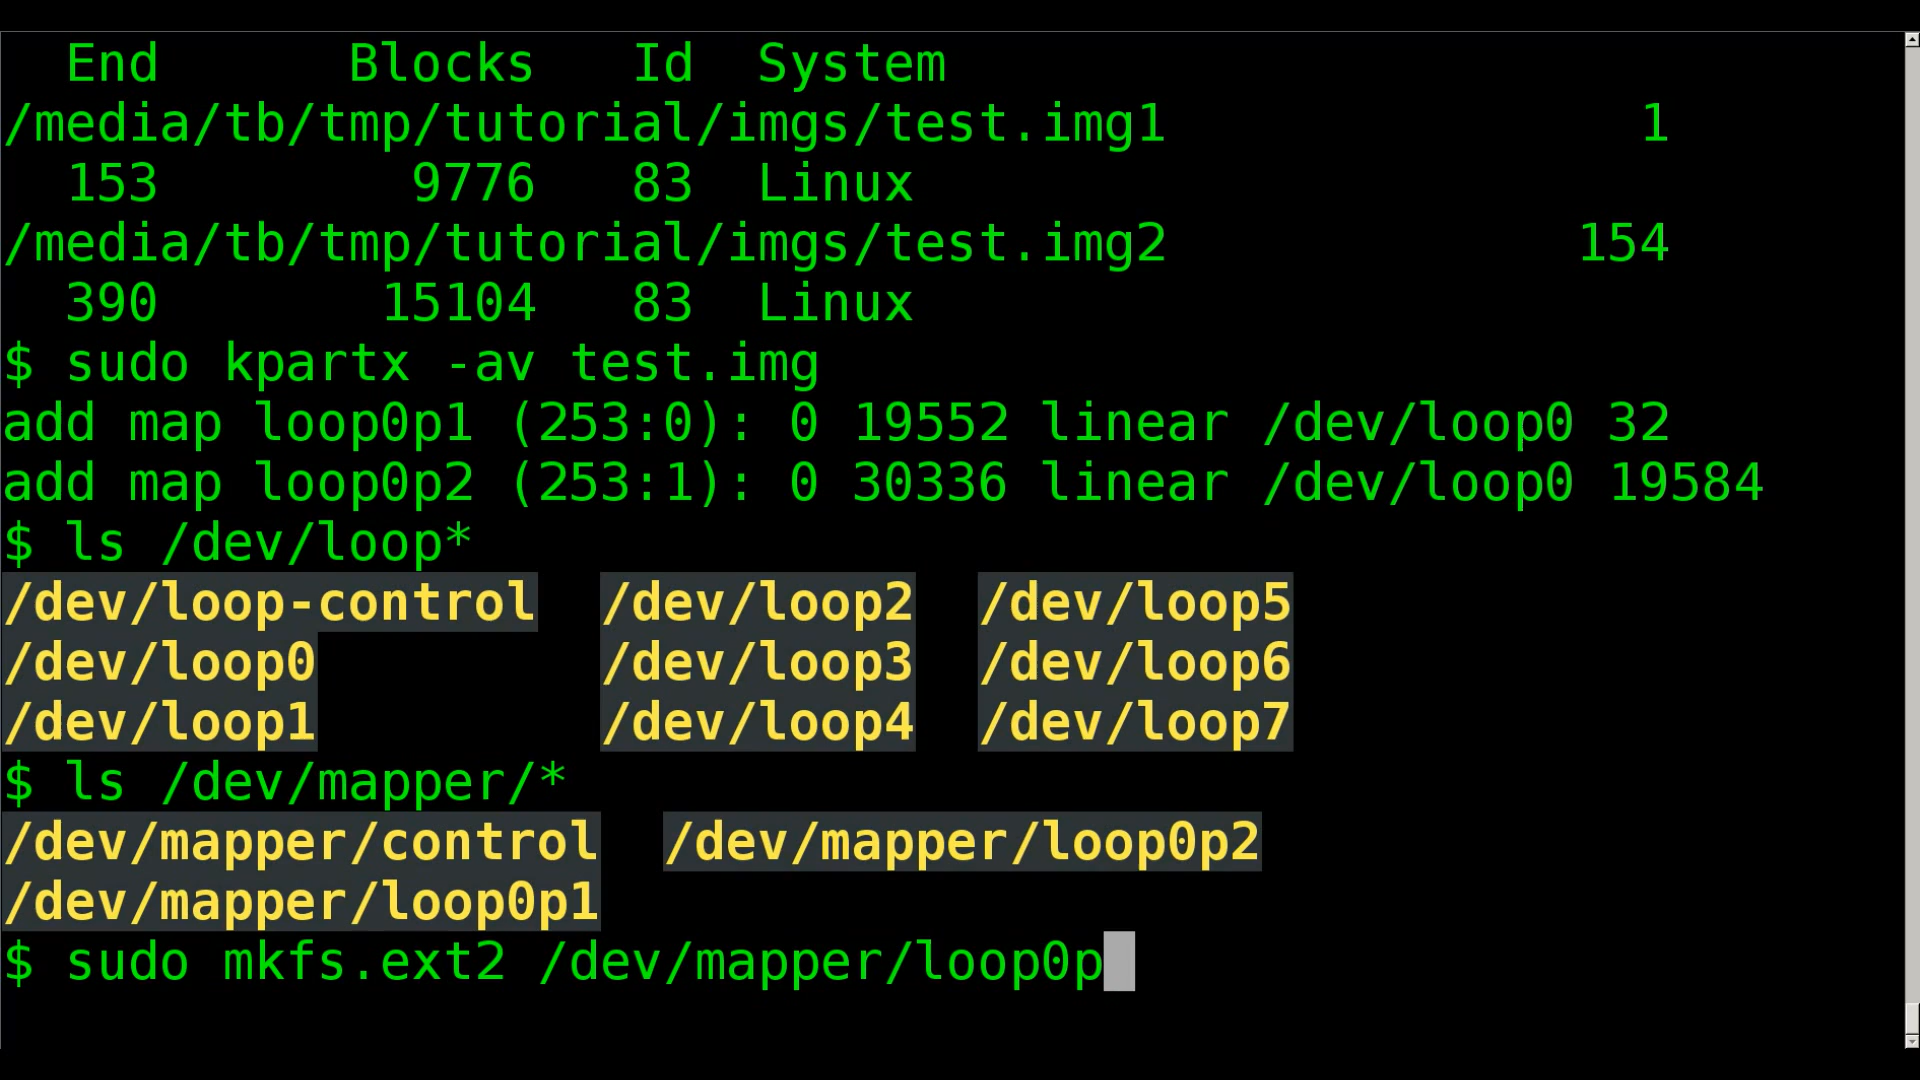 End Blocks Id System
/media/tb/tmp/tutorial/imgs/test.img1 1
153 9776 83 Linux
/media/tb/tmp/tutorial/imgs/test.img2 154
390 15104 83 Linux
$ sudo kpartx -av test.img
add map loop0p1 (253:0): 0 19552 linear /dev/loop0 32
add map loop0p2 (253:1): 0 30336 linear /dev/loop0 19584
$ ls /dev/loop*
/dev/loop-control /dev/loop2 /dev/loop5
/dev/loop0 /dev/loop3 /dev/loop6
/dev/loop1 /dev/loop4 /dev/loop7
$ ls /dev/mapper/*
/dev/mapper/control /dev/mapper/loop0p2
/dev/mapper/loop0p1
$ sudo mkfs.ext2 /dev/mapper/loop0p